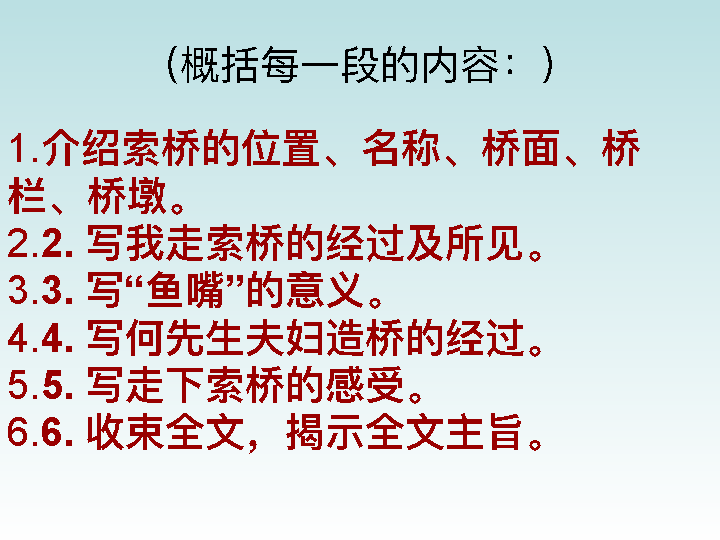 （概括每一段的内容：）
1.介绍索桥的位置、名称、桥面、桥
栏、桥墩。
2.2. 写我走索桥的经过及所见。
3.3. 写“鱼嘴”的意义。
4.4. 写何先生夫妇造桥的经过。
5.5. 写走下索桥的感受。
6.6. 收束全文，揭示全文主旨。